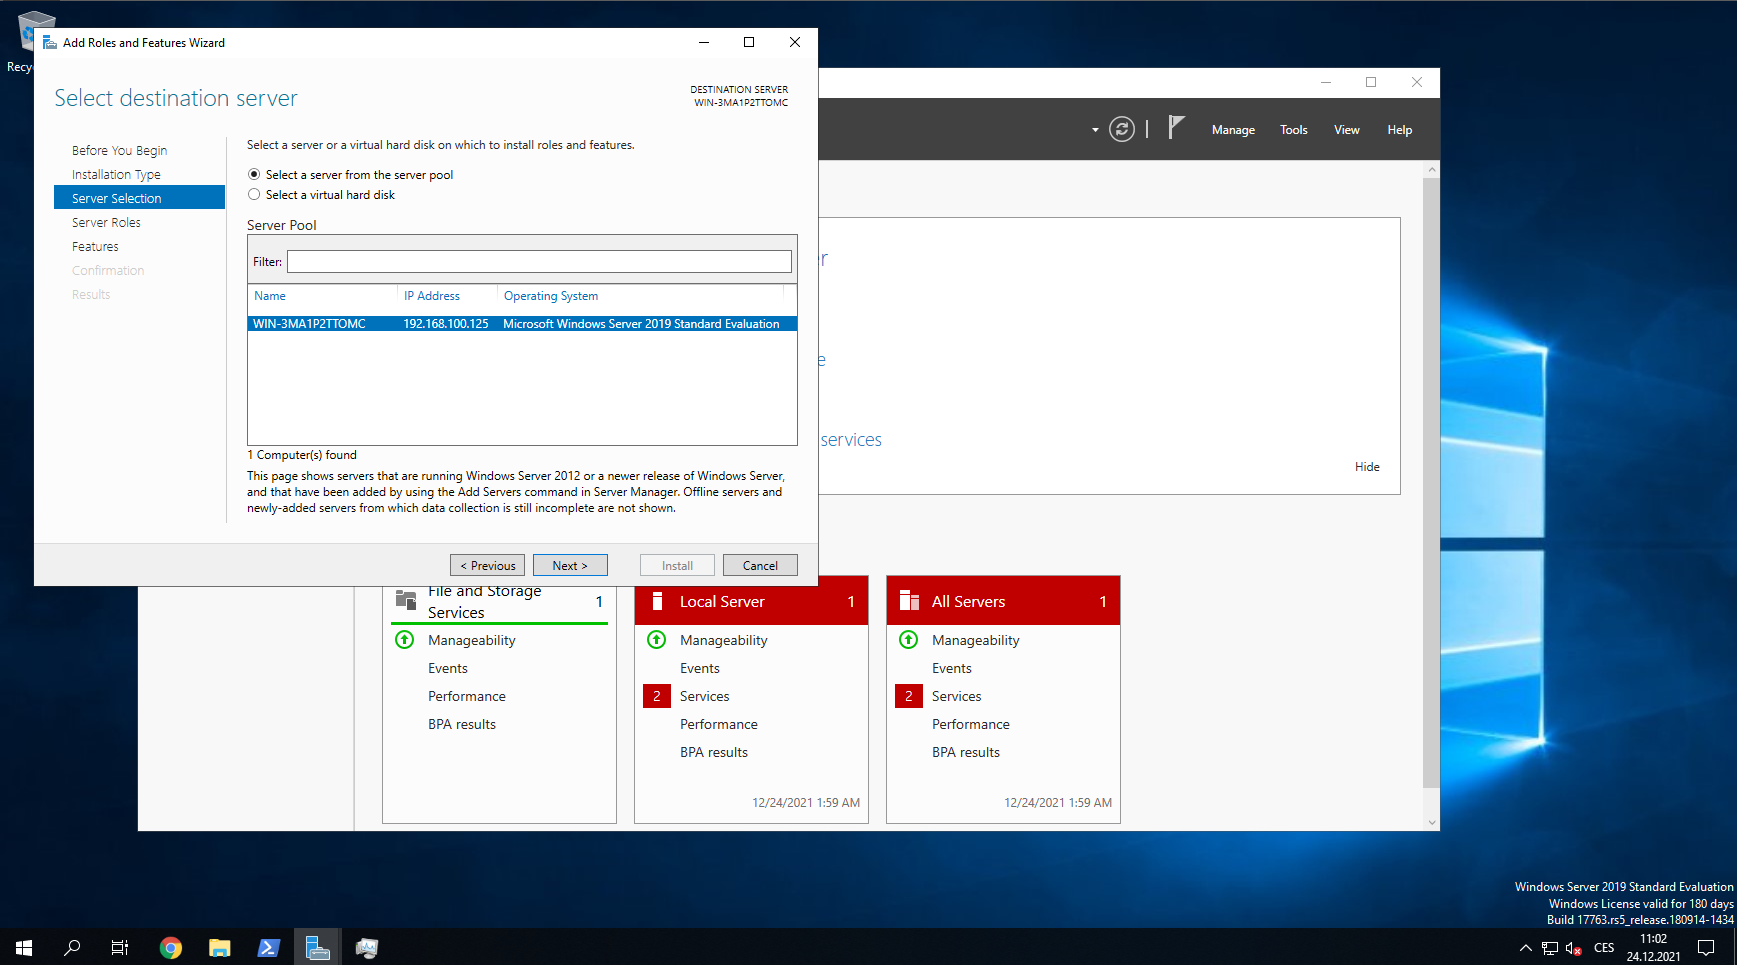 Recy
Add Roles and Features Wizard
Select destination server
DESTINATION SERVER
WIN-3MA1P2TTOMC
Before You Begin
Installation Type
Server Selection
Server Roles
Features
Confirmation
Results
Select a server or a virtual hard disk on which to install roles and features.
Select a server from the server pool
Select a virtual hard disk
Server Pool
Filter:
Name IP Address Operating System
WIN-3MA1P2TTOMC 192.168.100.125 Microsoft Windows Server 2019 Standard Evaluation
1 Computer(s) found
This page shows servers that are running Windows Server 2012 or a newer release of Windows Server,
and that have been added by using the Add Servers command in Server Manager. Offline servers and
newly-added servers from which data collection is still incomplete are not shown.
< Previous Next > Install Cancel
Manage Tools View Help
r
e
services
Hide
File and Storage
Services
1
Manageability
Events
Performance
BPA results
Local Server 1
Manageability
Events
2 Services
Performance
BPA results
12/24/2021 1:59 AM
All Servers 1
Manageability
Events
2 Services
Performance
BPA results
12/24/2021 1:59 AM
Windows Server 2019 Standard Evaluation
Windows License valid for 180 days
Build 17763.rs5_release.180914-1434
CES
11:02
24.12.2021